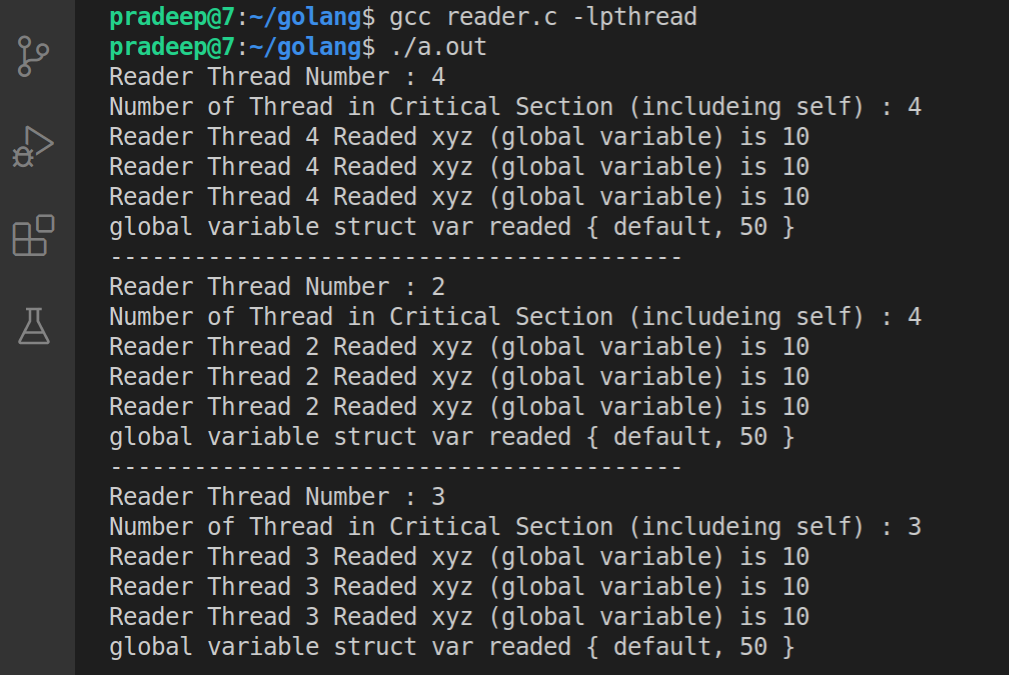 pradeep@7:~/golang$ gcc reader.c -lpthread
pradeep@7:~/golang$ ./a.out
Reader Thread Number : 4
Number of Thread in Critical Section (includeing self) : 4
Reader Thread 4 Readed xyz (global variable) is 10
Reader Thread 4 Readed xyz (global variable) is 10
Reader Thread 4 Readed xyz (global variable) is 10
global variable struct var readed { default, 50 }
-----------------------------------------
Reader Thread Number : 2
Number of Thread in Critical Section (includeing self) : 4
Reader Thread 2 Readed xyz (global variable) is 10
Reader Thread 2 Readed xyz (global variable) is 10
Reader Thread 2 Readed xyz (global variable) is 10
global variable struct var readed { default, 50 }
-----------------------------------------
Reader Thread Number : 3
Number of Thread in Critical Section (includeing self) : 3
Reader Thread 3 Readed xyz (global variable) is 10
Reader Thread 3 Readed xyz (global variable) is 10
Reader Thread 3 Readed xyz (global variable) is 10
global variable struct var readed { default, 50 }